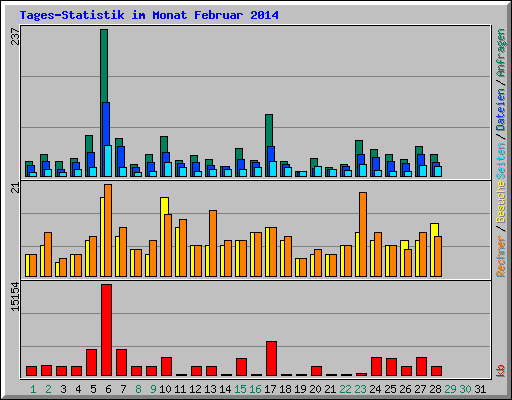 Tages-Statistik im Monat Februar 2014
237
Rechner / Besuche Seiten / Dateien / Anfragen
21
15154
kb
1 2 3 4 5 6 7 8 9 10 11 12 13 14 15 16 17 18 19 20 21 22 23 24 25 26 27 28 29 30 31